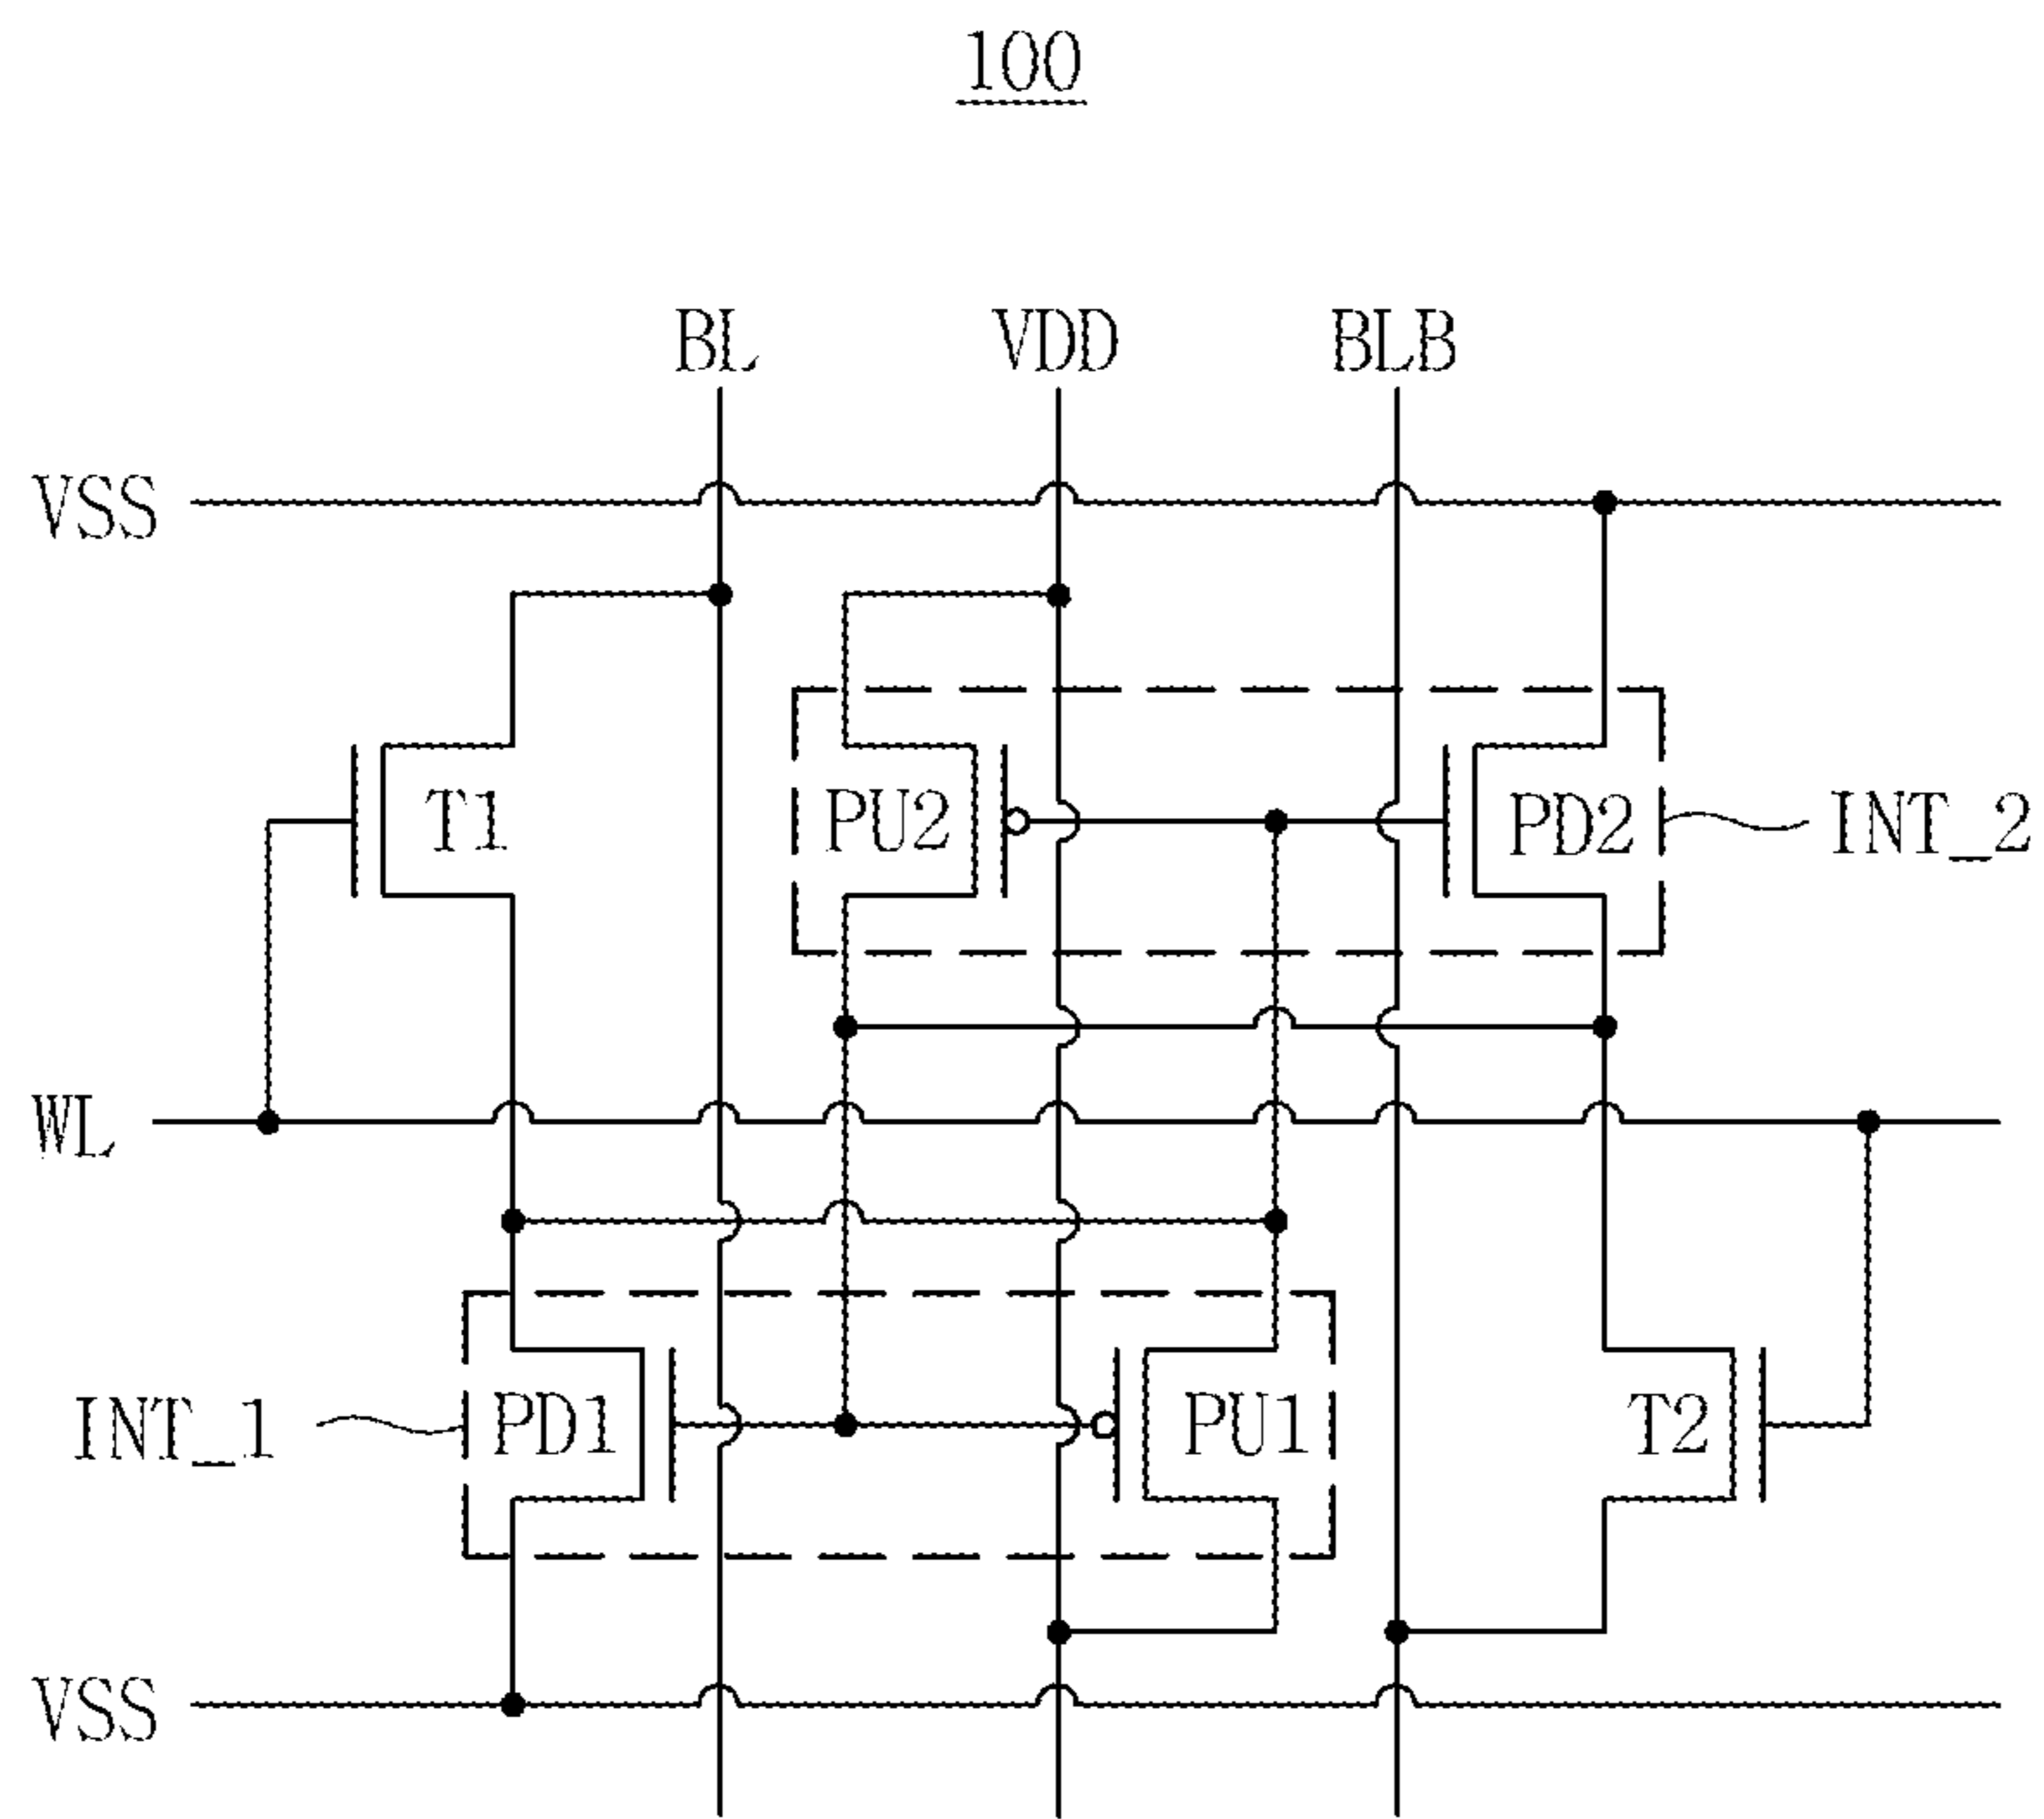 100
BL VDD BLB
VSS
T1 PU2 PD2 INT_2
WL
INT_1 PD1 PU1 T2
VSS